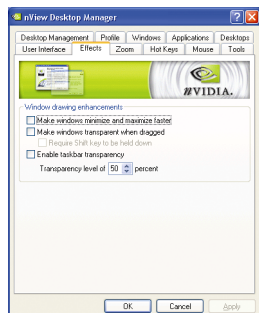 nView Desktop Manager
Desktop Management Profile Windows Applications Desktops
User Interface Effects Zoom Hot Keys Mouse Tools
NVIDIA.
Window drawing enhancements
Make windows minimize and maximize faster
Make windows transparent when dragged
Require Shift key to be held down
Enable taskbar transparency
Transparency level of 50 percent
OK Cancel Apply